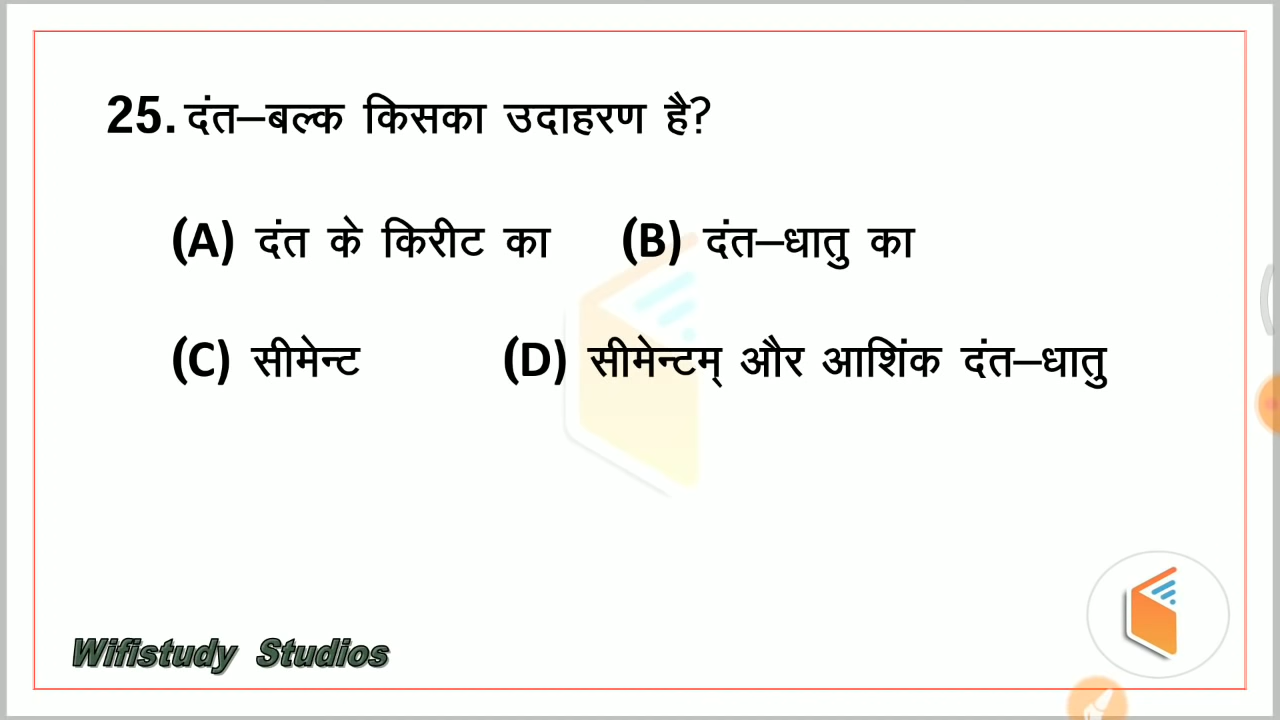 25. दंत–बल्क किसका उदाहरण है?
(A) दंत के किरीट का (B) दंत–धातु का
(C) सीमेन्ट (D) सीमेन्टम् और आशिंक दंत–धातु
Wifistudy Studios